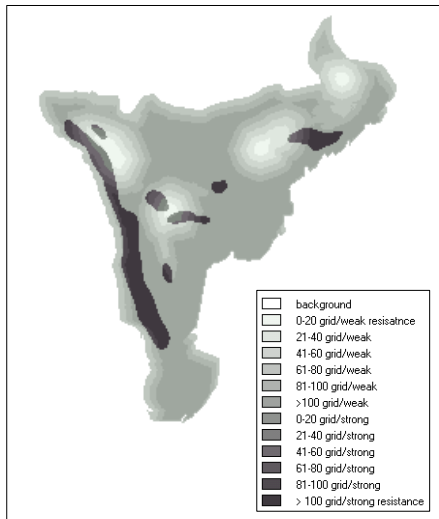 background
0-20 grid/weak resisatnce
21-40 grid/weak
41-60 grid/weak
61-80 grid/weak
81-100 grid/weak
>100 grid/weak
0-20 grid/strong
21-40 grid/strong
41-60 grid/strong
61-80 grid/strong
81-100 grid/strong
> 100 grid/strong resistance